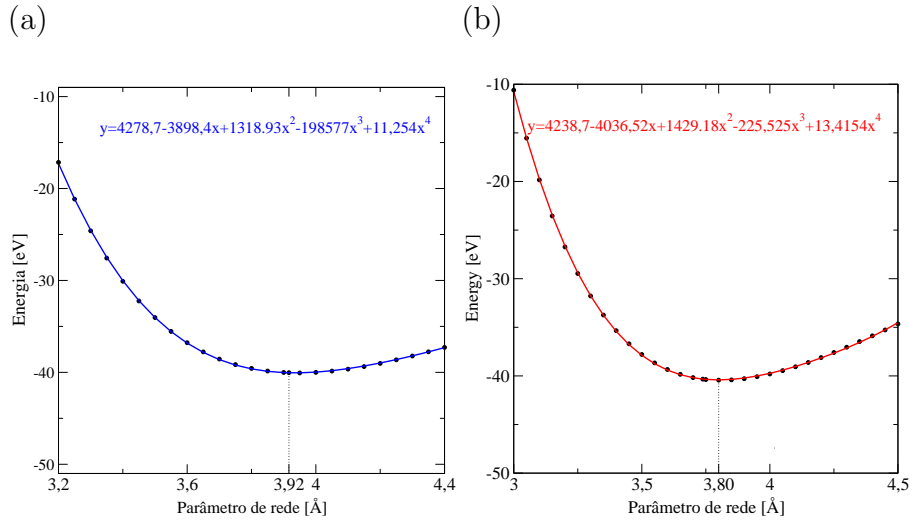 (a)
y=4278,7-3898,4x+1318.93x²-198577x³+11,254x⁴
Energia [eV]
-10
-20
-30
-40
-50
3,2 3,6 3,92 4 4,4
Parâmetro de rede [Å]
(b)
y=4238,7-4036,52x+1429.18x²-225,525x³+13,4154x⁴
Energy [eV]
-10
-20
-30
-40
-50
3 3,5 3,80 4 4,5
Parâmetro de rede [Å]